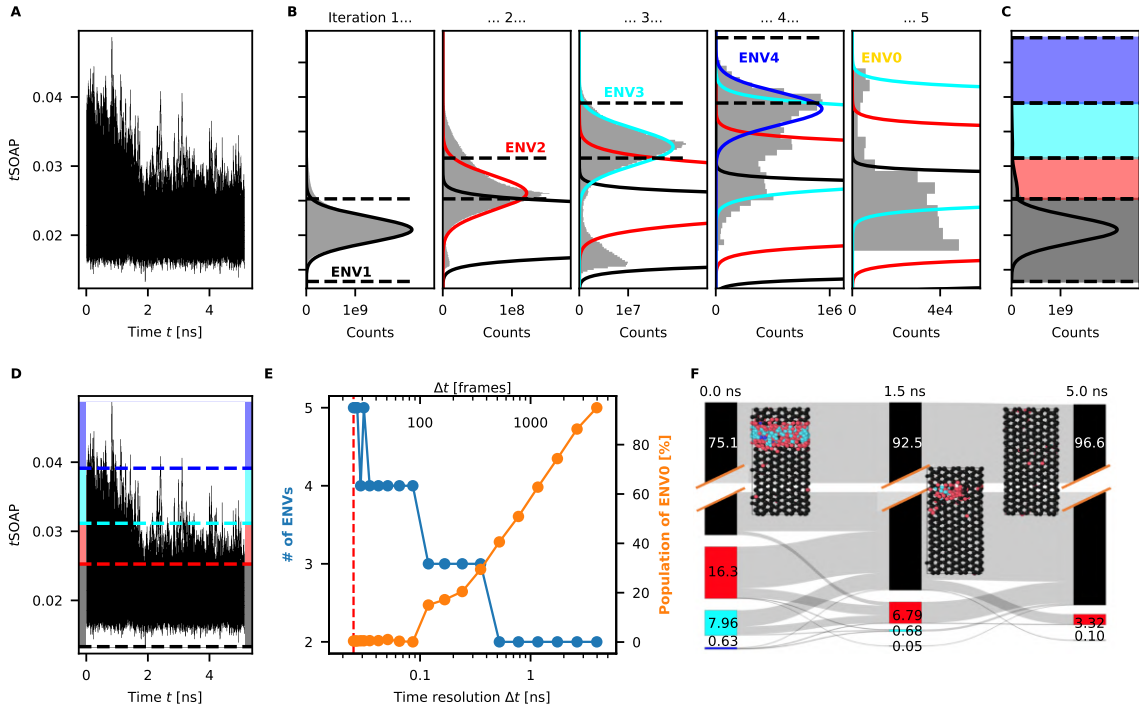 A
B
Iteration 1...
... 2...
... 3...
... 4...
... 5
C
0.04
0.03
0.02
tSOAP
0
2
4
Time t [ns]
ENV1
ENV2
ENV3
ENV4
ENV0
0
1e9
0
1e8
0
1e7
0
1e6
0
4e4
0
1e9
Counts
Counts
Counts
Counts
Counts
Counts
D
0.04
0.03
0.02
tSOAP
0
2
4
Time t [ns]
E
Δt [frames]
100
1000
5
4
3
2
# of ENVs
80
60
40
20
0
Population of ENV0 [%]
0.1
1
Time resolution Δt [ns]
F
0.0 ns
1.5 ns
5.0 ns
75.1
92.5
96.6
16.3
7.96
0.63
6.79
0.68
0.05
3.32
0.10